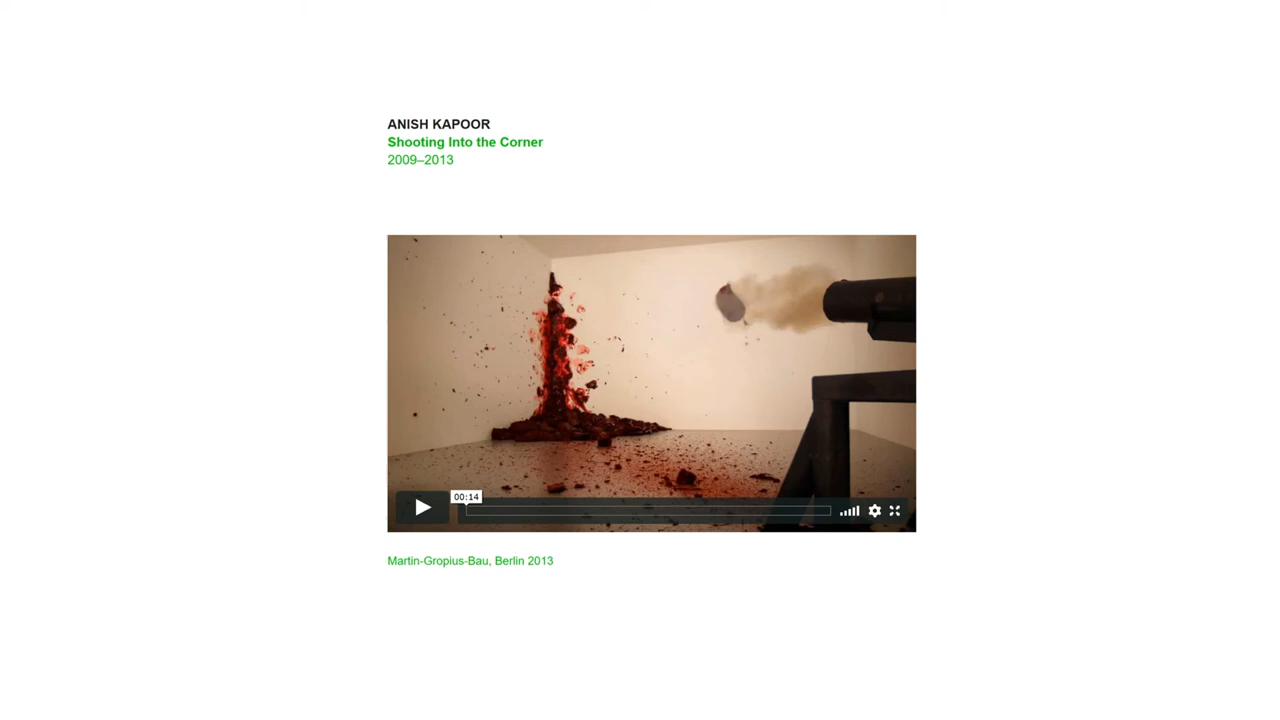 ANISH KAPOOR
Shooting Into the Corner
2009–2013
00:14
Martin-Gropius-Bau, Berlin 2013